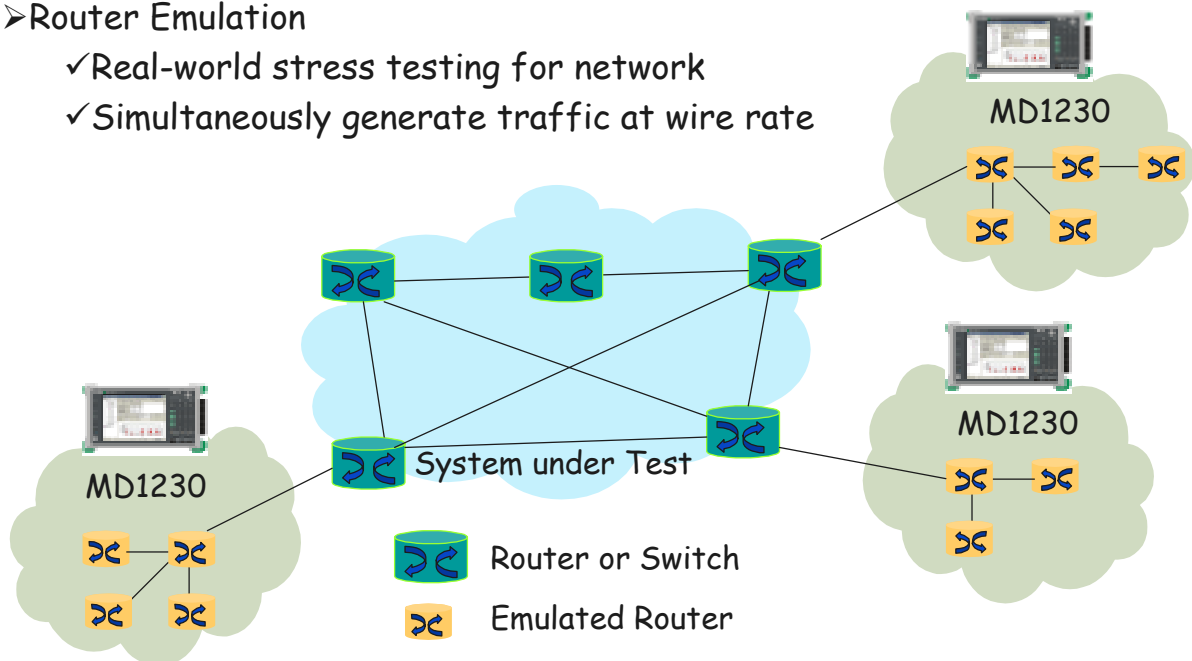 ➢Router Emulation
✓Real-world stress testing for network
✓Simultaneously generate traffic at wire rate
MD1230
MD1230
MD1230
System under Test
Router or Switch
Emulated Router